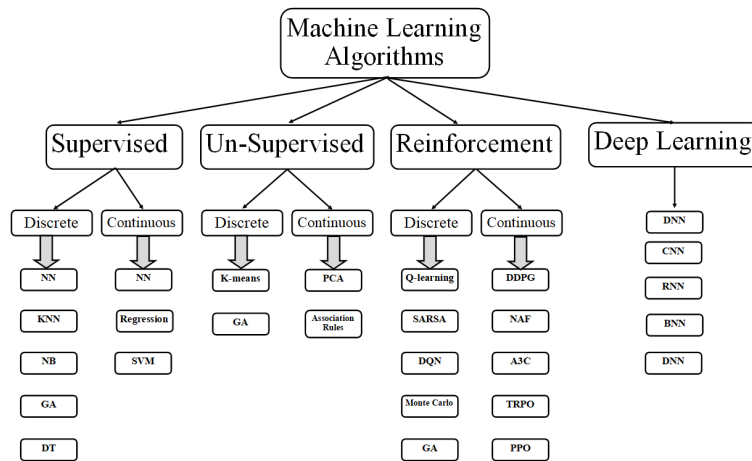 Machine Learning
Algorithms
Supervised
Un-Supervised
Reinforcement
Deep Learning
Discrete
Continuous
Discrete
Continuous
Discrete
Continuous
NN
KNN
NB
GA
DT
NN
Regression
SVM
K-means
GA
PCA
Association
Rules
Q-learning
SARSA
DQN
Monte Carlo
GA
DDPG
NAF
A3C
TRPO
PPO
DNN
CNN
RNN
BNN
DNN